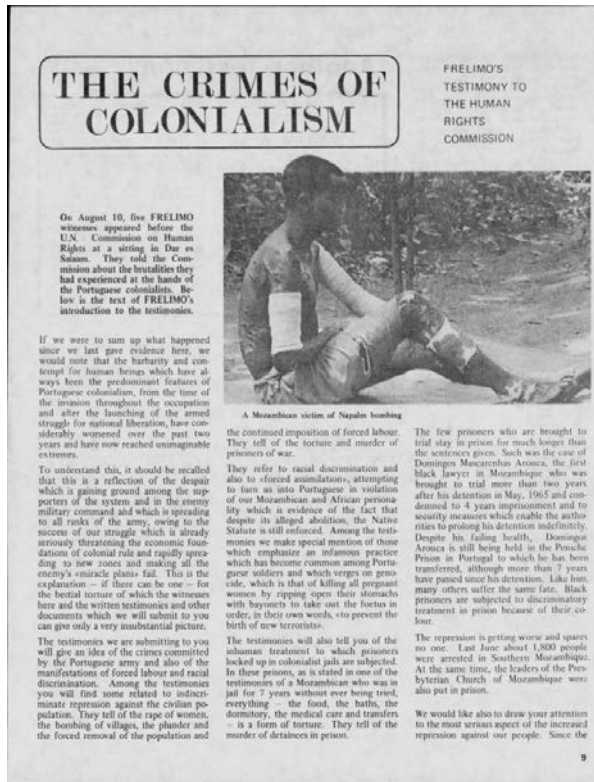 THE CRIMES OF
COLONIALISM
FRELIMO'S
TESTIMONY TO
THE HUMAN
RIGHTS
COMMISSION
On August 10, five FRELIMO
witnesses appeared before the
U.N. Commission on Human
Rights at a sitting in Dar es
Salaam. They told the Com-
mission about the brutalities they
had experienced at the hands of
the Portuguese colonialists. Be-
low is the text of FRELIMO's
introduction to the testimonies.
If we were to sum up what happened
since we last gave evidence here, we
would note that the barbarity and con-
tempt for human beings which have al-
ways been the predominant features of
Portuguese colonialism, from the time of
the invasion throughout the occupation
and after the launching of the armed
struggle for national liberation, have con-
siderably worsened over the past two
years and have now reached unimaginable
extremes.
To understand this, it should be recalled
that this is a reflection of the despair
which is gaining ground among the sup-
porters of the system and in the enemy
military command and which is spreading
to all ranks of the army, owing to the
success of our struggle which is already
seriously threatening the economic foun-
dations of colonial rule and rapidly sprea-
ding to new zones and making all the
enemy's «miracle plans» fail. This is the
explanation — if there can be one — for
the bestial torture of which the witnesses
here and the written testimonies and other
documents which we will submit to you
can give only a very insubstantial picture.
The testimonies we are submitting to you
will give an idea of the crimes committed
by the Portuguese army and also of the
manifstations of forced labour and racial
discrimination. Among the testimonies
you will find some related to indiscri-
minate repression against the civilian po-
pulation. They tell of the rape of women,
the bombing of villages, the plunder and
the forced removal of the population and
A Mozambican victim of Napalm bombing
the continued imposition of forced labour.
They tell of the torture and murder of
prisoners of war.
They refer to racial discrimination and
also to «forced assimilation», attempting
to turn us into Portuguese in violation
of our Mozambican and African persona-
lity which is evidence of the fact that
despite its alleged abolition, the Native
Statute is still enforced. Among the testi-
monies we make special mention of those
which emphasize an infamous practice
which has become common among Portu-
guese soldiers and which verges on geno-
cide, which is that of killing all pregnant
women by ripping open their stomachs
with bayonets to take out the foetus in
order, in their own words, «to prevent the
birth of new terrorists».
The testimonies will also tell you of the
inhuman treatment to which prisoners
locked up in colonialist jails are subjected.
In these prisons, as is stated in one of the
testimonies of a Mozambican who was in
jail for 7 years without ever being tried,
everything — the food, the baths, the
dormitory, the medical care and transfers
— is a form of torture. They tell of the
murder of detainees in prison.
The few prisoners who are brought to
trial stay in prison for much longer than
the sentences given. Such was the case of
Domingos Mascarenhas Arouca, the first
black lawyer in Mozambique who was
brought to trial more than two years
after his detention in May, 1965 and con-
demned to 4 years imprisonment and to
security measures which enable the autho-
rities to prolong his detention indefinitely.
Despite his failing health, Domingos
Arouca is still being held in the Peniche
Prison in Portugal to which he has been
transferred, although more than 7 years
have passed since his detention. Like him,
many others suffer the same fate. Black
prisoners are subjected to discriminatory
treatment in prison because of their co-
lour.
The repression is getting worse and spares
no one. Last June about 1,800 people
were arrested in Southern Mozambique.
At the same time, the leaders of the Pres-
byterian Church of Mozambique were
also put in prison.
We would like also to draw your attention
to the most serious aspect of the increased
repression against our people. Since the
9